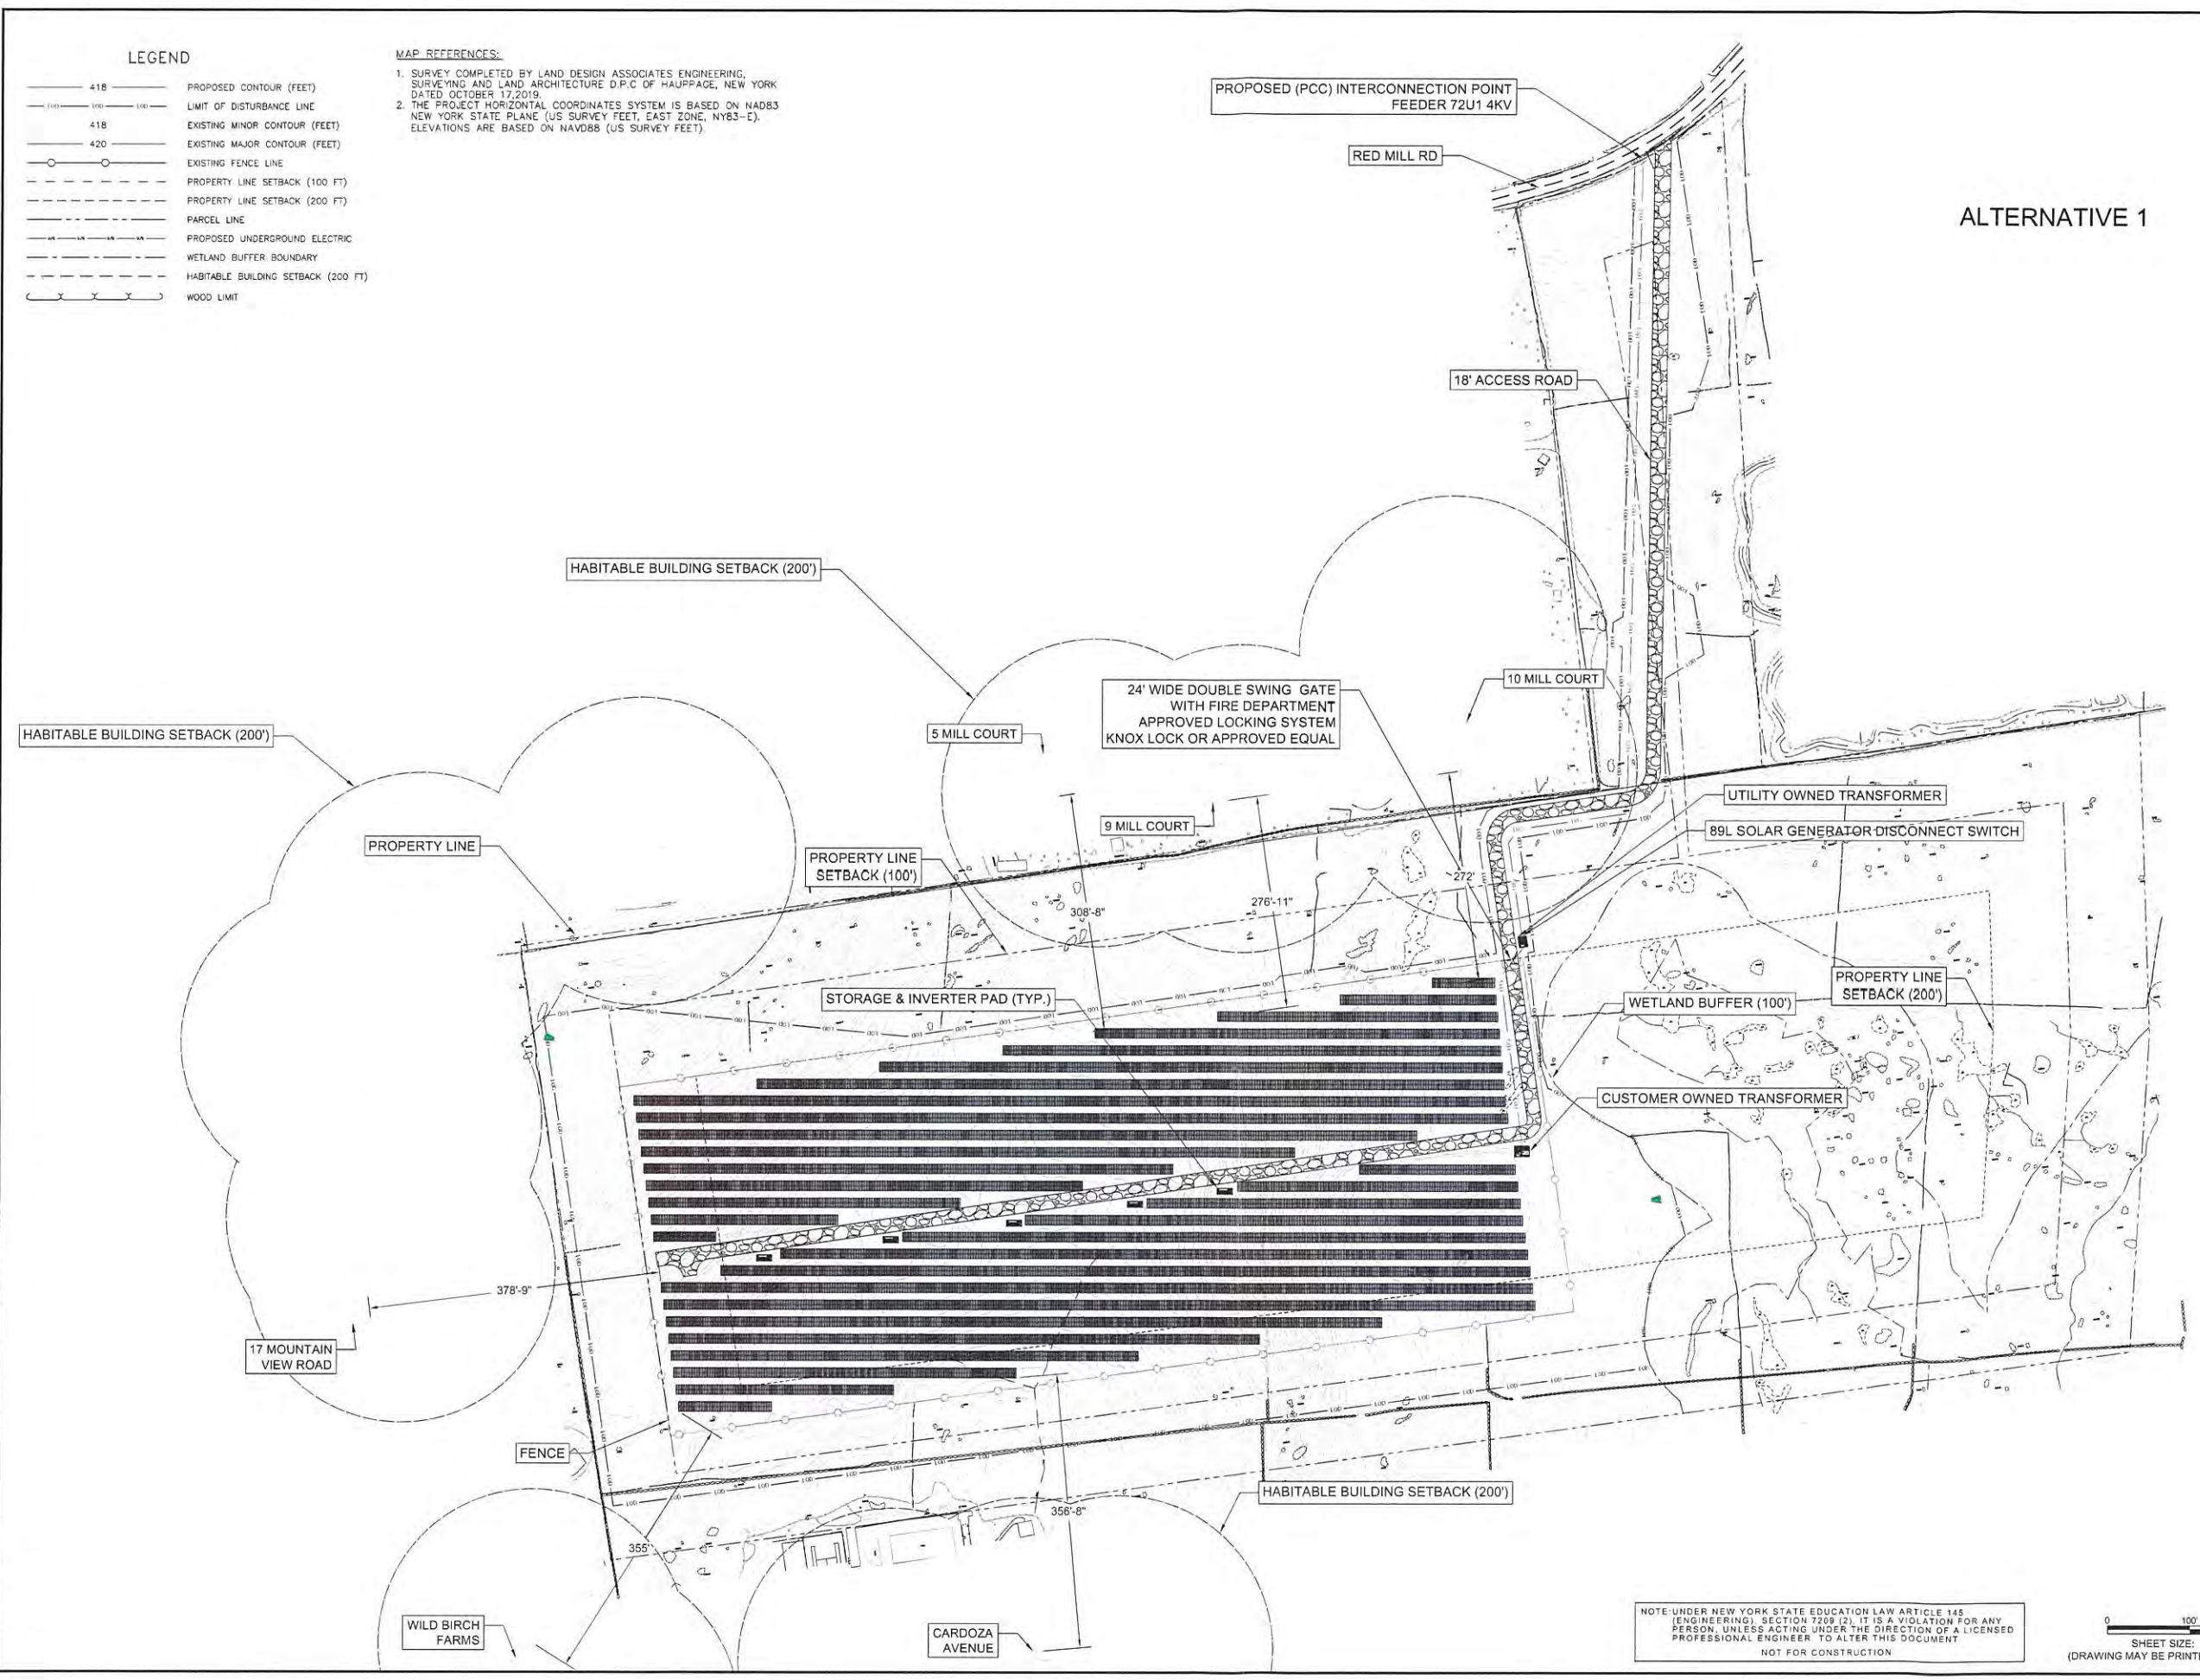 LEGEND
418
PROPOSED CONTOUR (FEET)
100 100 100
LIMIT OF DISTURBANCE LINE
418
EXISTING MINOR CONTOUR (FEET)
420
EXISTING MAJOR CONTOUR (FEET)
EXISTING FENCE LINE
PROPERTY LINE SETBACK (100 FT)
PROPERTY LINE SETBACK (200 FT)
PARCEL LINE
PROPOSED UNDERGROUND ELECTRIC
WETLAND BUFFER BOUNDARY
HABITABLE BUILDING SETBACK (200 FT)
WOOD LIMIT
MAP REFERENCES:
1. SURVEY COMPLETED BY LAND DESIGN ASSOCIATES ENGINEERING,
SURVEYING AND LAND ARCHITECTURE D.P.C OF HAUPPAGE, NEW YORK
DATED OCTOBER 17,2019.
2. THE PROJECT HORIZONTAL COORDINATES SYSTEM IS BASED ON NAD83
NEW YORK STATE PLANE (US SURVEY FEET, EAST ZONE, NY83-E).
ELEVATIONS ARE BASED ON NAVD88 (US SURVEY FEET).
PROPOSED (PCC) INTERCONNECTION POINT
FEEDER 72U1 4KV
RED MILL RD
ALTERNATIVE 1
18' ACCESS ROAD
HABITABLE BUILDING SETBACK (200')
10 MILL COURT
24' WIDE DOUBLE SWING GATE
WITH FIRE DEPARTMENT
APPROVED LOCKING SYSTEM
KNOX LOCK OR APPROVED EQUAL
5 MILL COURT
HABITABLE BUILDING SETBACK (200')
UTILITY OWNED TRANSFORMER
9 MILL COURT
89L SOLAR GENERATOR DISCONNECT SWITCH
PROPERTY LINE
PROPERTY LINE
SETBACK (100')
272'
308'-8"
276'-11"
PROPERTY LINE
SETBACK (200')
STORAGE & INVERTER PAD (TYP.)
WETLAND BUFFER (100')
CUSTOMER OWNED TRANSFORMER
378'-9"
17 MOUNTAIN
VIEW ROAD
FENCE
HABITABLE BUILDING SETBACK (200')
356'-8"
355'
WILD BIRCH
FARMS
CARDOZA
AVENUE
NOTE:UNDER NEW YORK STATE EDUCATION LAW ARTICLE 145
(ENGINEERING), SECTION 7209 (2), IT IS A VIOLATION FOR ANY
PERSON, UNLESS ACTING UNDER THE DIRECTION OF A LICENSED
PROFESSIONAL ENGINEER TO ALTER THIS DOCUMENT
NOT FOR CONSTRUCTION
0 100'
SHEET SIZE:
(DRAWING MAY BE PRINT